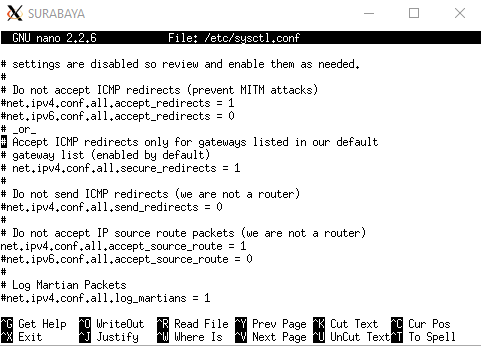 SURABAYA
GNU nano 2.2.6 File: /etc/sysctl.conf
# settings are disabled so review and enable them as needed.
#
# Do not accept ICMP redirects (prevent MITM attacks)
#net.ipv4.conf.all.accept_redirects = 1
#net.ipv6.conf.all.accept_redirects = 0
# _or_
# Accept ICMP redirects only for gateways listed in our default
# gateway list (enabled by default)
# net.ipv4.conf.all.secure_redirects = 1
#
# Do not send ICMP redirects (we are not a router)
#net.ipv4.conf.all.send_redirects = 0
#
# Do not accept IP source route packets (we are not a router)
net.ipv4.conf.all.accept_source_route = 1
#net.ipv6.conf.all.accept_source_route = 0
#
# Log Martian Packets
#net.ipv4.conf.all.log_martians = 1
^G Get Help ^O WriteOut ^R Read File ^Y Prev Page ^K Cut Text ^C Cur Pos
^X Exit ^J Justify ^W Where Is ^V Next Page ^U UnCut Text ^T To Spell